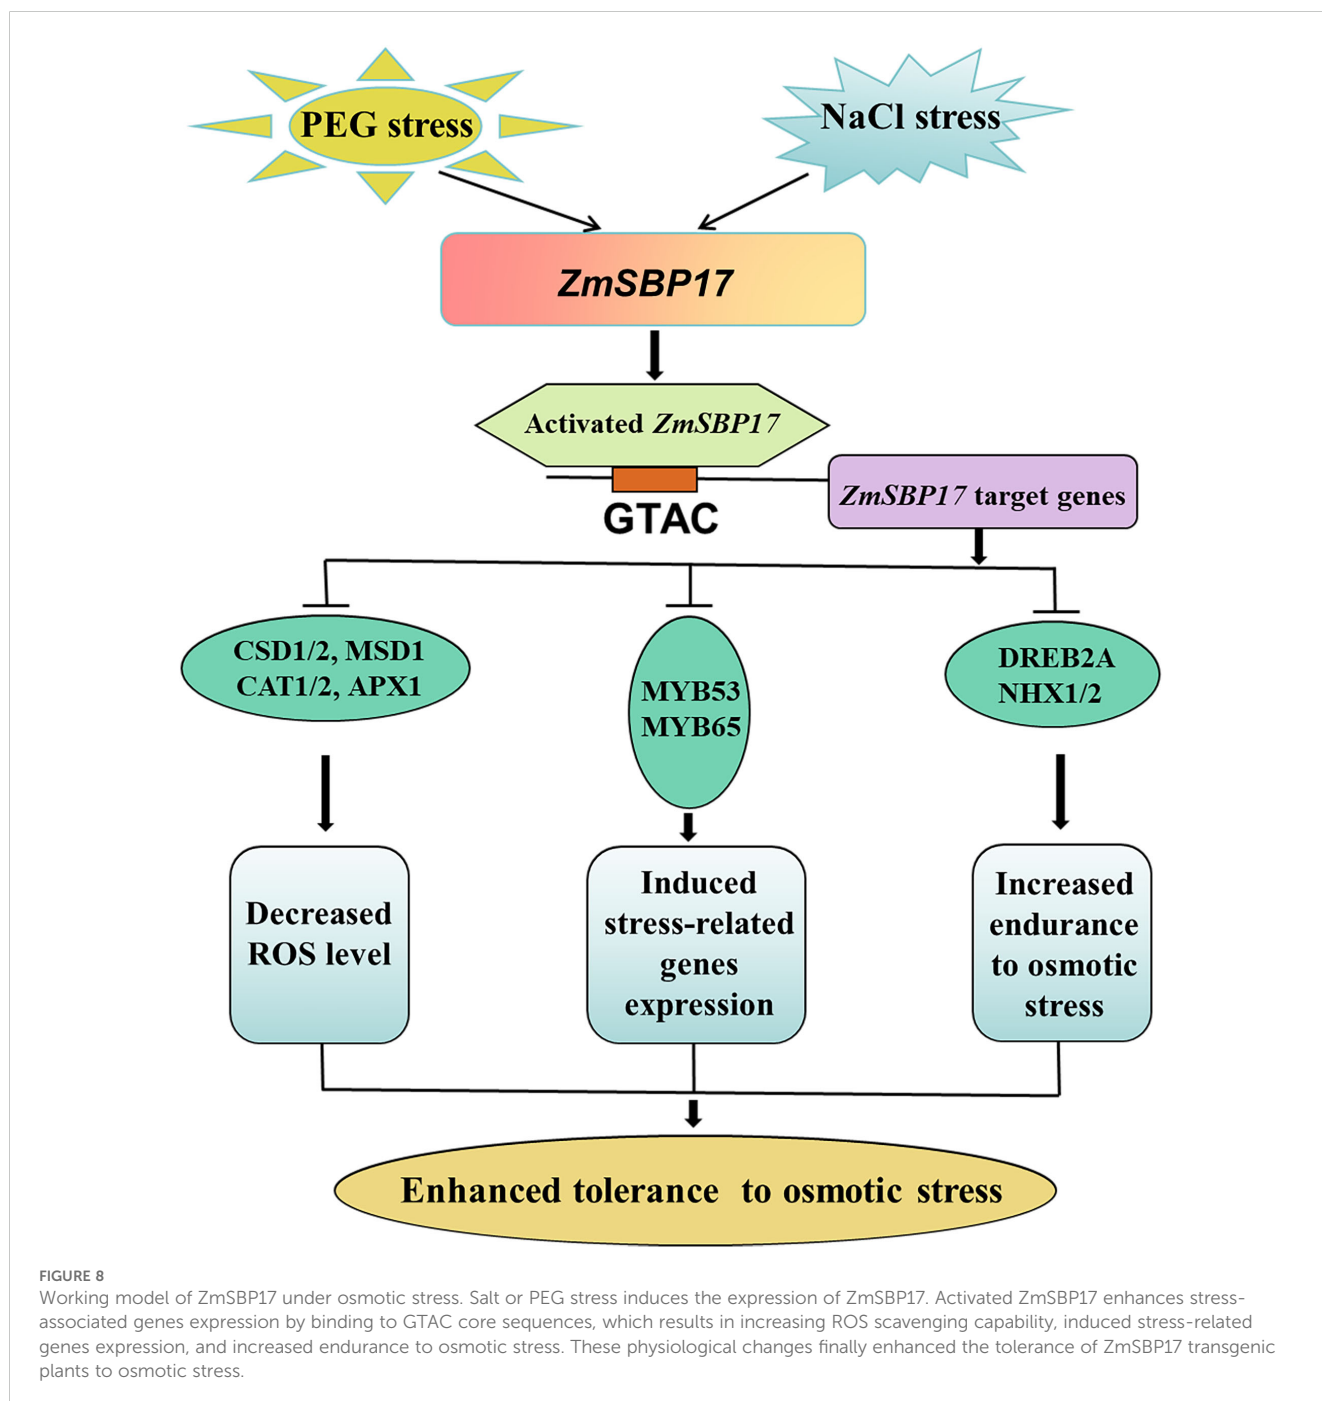 PEG stress
NaCl stress
ZmSBP17
Activated ZmSBP17
ZmSBP17 target genes
GTAC
CSD1/2, MSD1
CAT1/2, APX1
MYB53
MYB65
DREB2A
NHX1/2
Decreased
ROS level
Induced
stress-related
genes
expression
Increased
endurance
to osmotic
stress
Enhanced tolerance to osmotic stress
FIGURE 8
Working model of ZmSBP17 under osmotic stress. Salt or PEG stress induces the expression of ZmSBP17. Activated ZmSBP17 enhances stress-
associated genes expression by binding to GTAC core sequences, which results in increasing ROS scavenging capability, induced stress-related
genes expression, and increased endurance to osmotic stress. These physiological changes finally enhanced the tolerance of ZmSBP17 transgenic
plants to osmotic stress.